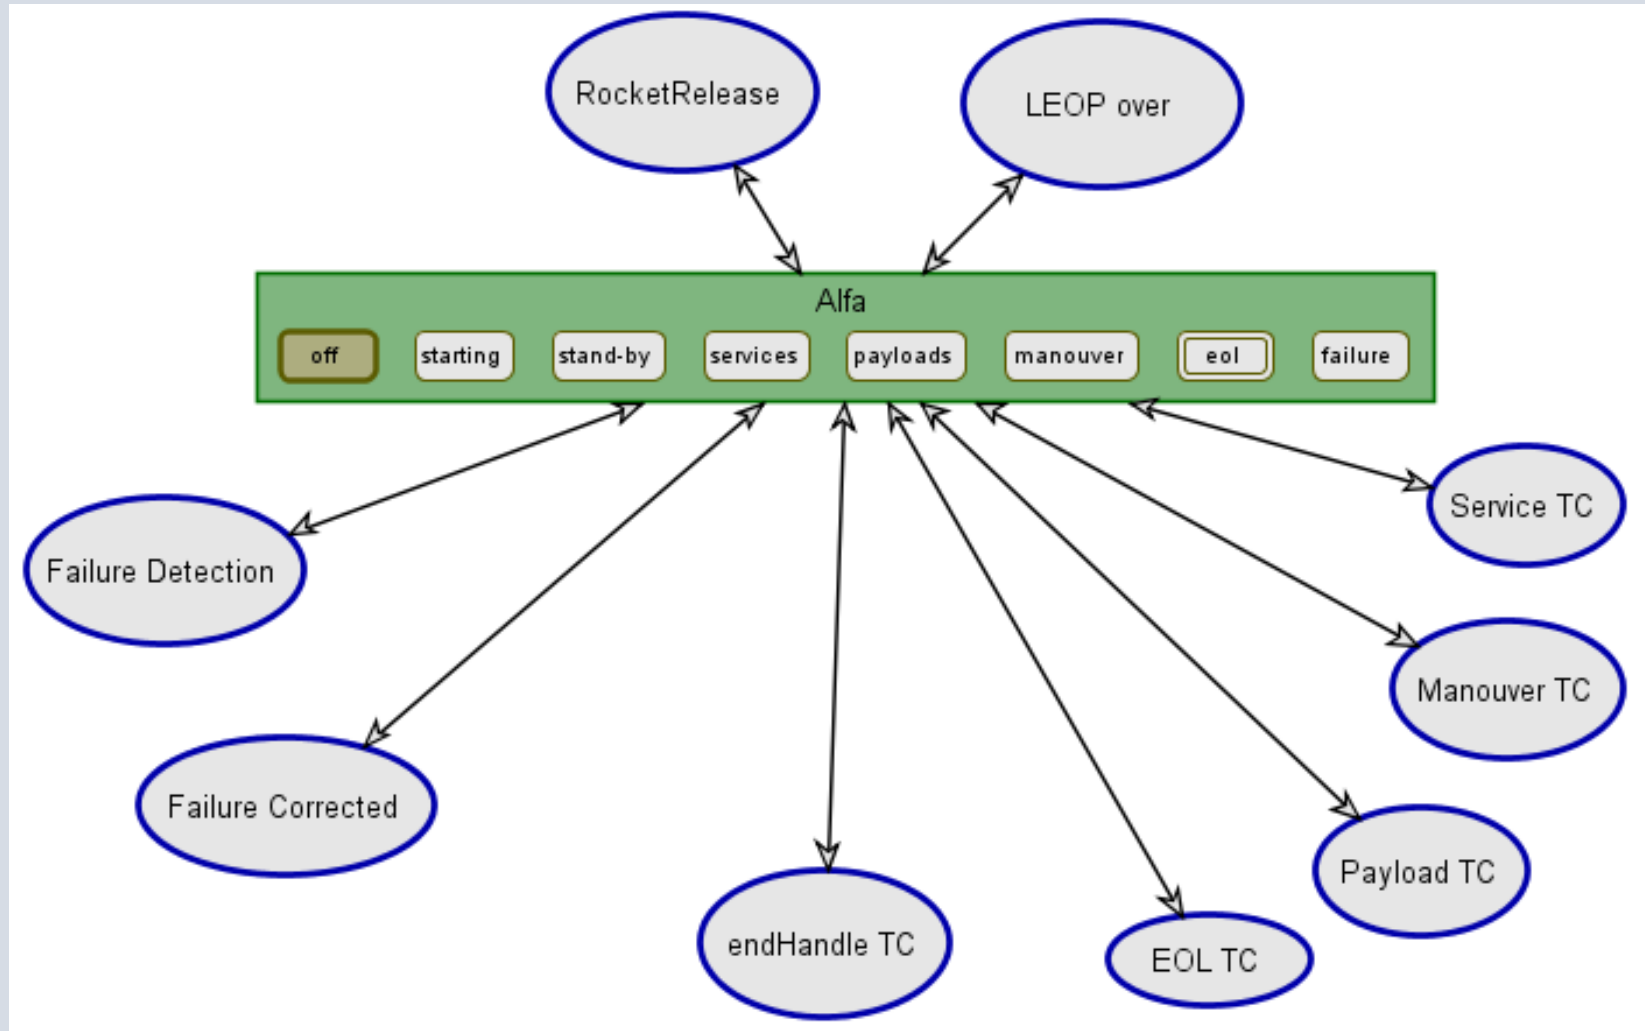 RocketRelease
LEOP over
Alfa
off
starting
stand-by
services
payloads
manouver
eol
failure
Service TC
Failure Detection
Manouver TC
Failure Corrected
Payload TC
endHandle TC
EOL TC